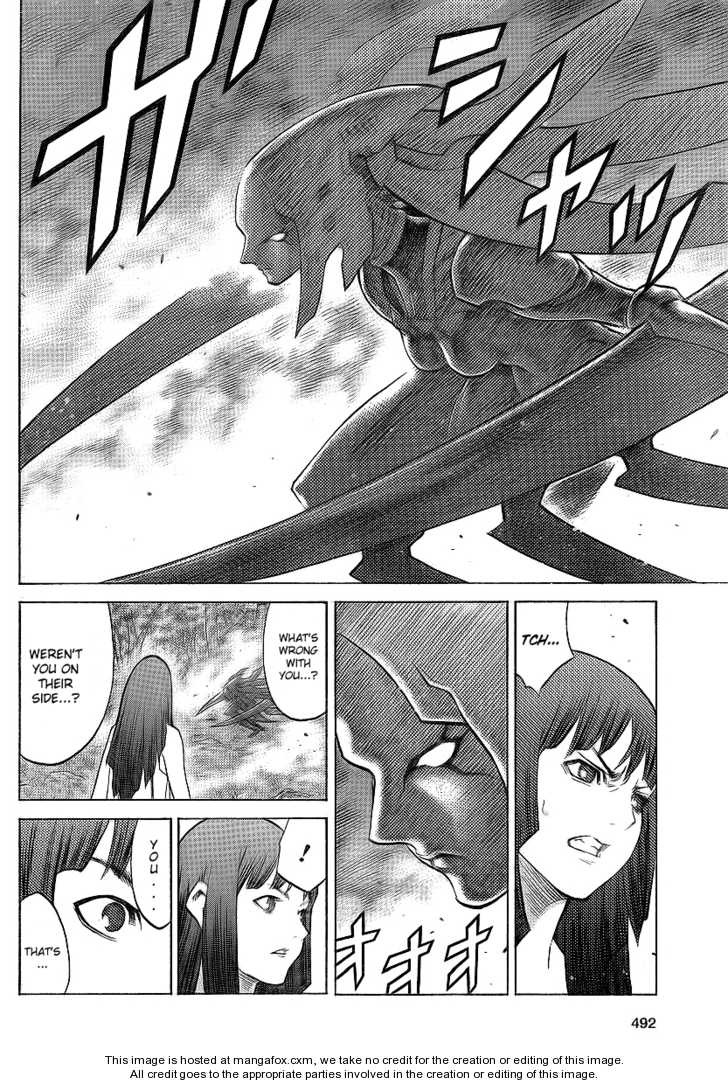 ガシャッ
TCH...
WHAT'S
WRONG
WITH
YOU...?
WEREN'T
YOU ON
THEIR
SIDE...?
オオオ
!
YOU...
THAT'S
...
492
This image is hosted at mangafox.cxm, we take no credit for the creation or editing of this image.
All credit goes to the appropriate parties involved in the creation or editing of this image.